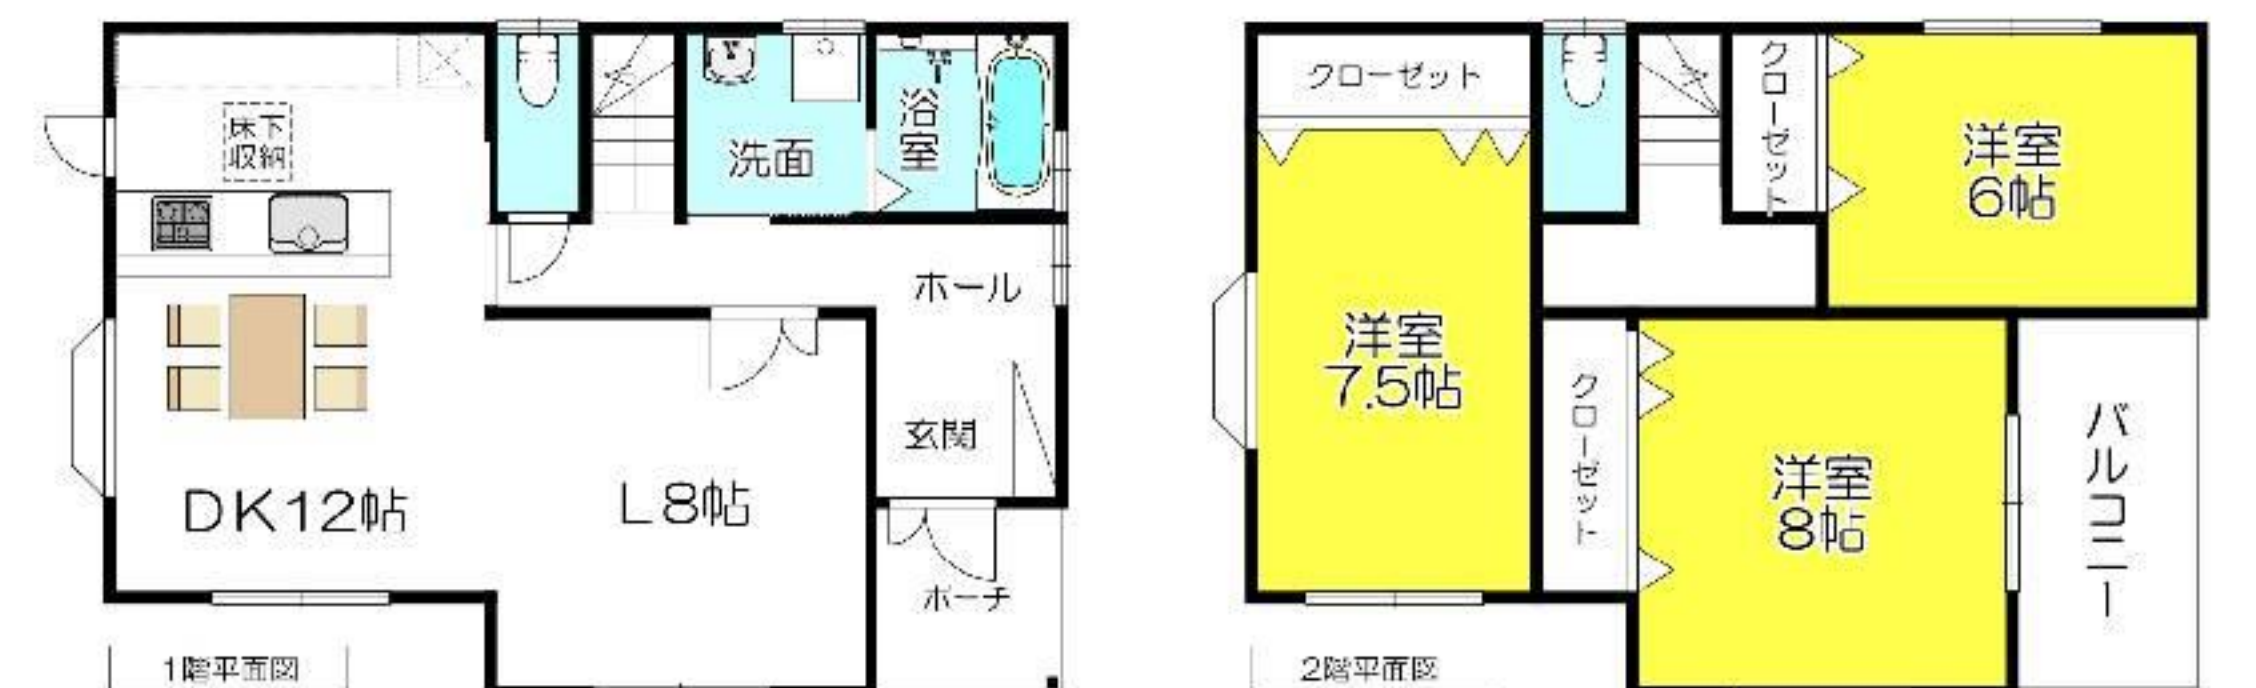 床下
収納
洗面
浴室
ホール
玄関
DK12帖
L8帖
ポーチ
1階平面図
クローゼット
クローゼット
洋室
6帖
洋室
7.5帖
クローゼット
洋室
8帖
バルコニー
2階平面図